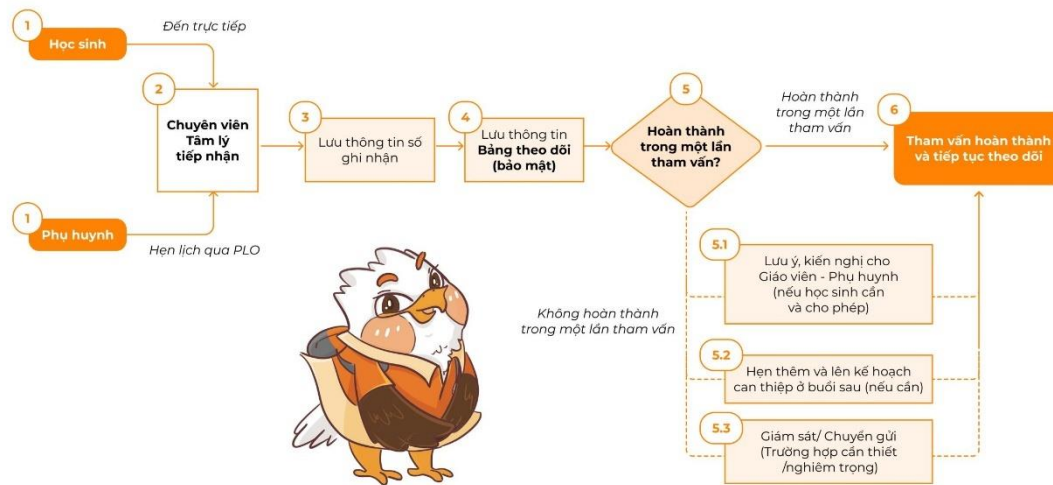 1
Học sinh
Đến trực tiếp
2
Chuyên viên
Tâm lý
tiếp nhận
1
Phụ huynh
Hẹn lịch qua PLO
3
Lưu thông tin số
ghi nhận
4
Lưu thông tin
Bảng theo dõi
(bảo mật)
5
Hoàn thành
trong một lần
tham vấn?
Hoàn thành
trong một lần
tham vấn
6
Tham vấn hoàn thành
và tiếp tục theo dõi
Không hoàn thành
trong một lần tham vấn
5.1
Lưu ý, kiến nghị cho
Giáo viên - Phụ huynh
(nếu học sinh cần
và cho phép)
5.2
Hẹn thêm và lên kế hoạch
can thiệp ở buổi sau (nếu cần)
5.3
Giám sát/ Chuyển gửi
(Trường hợp cần thiết
/nghiêm trọng)